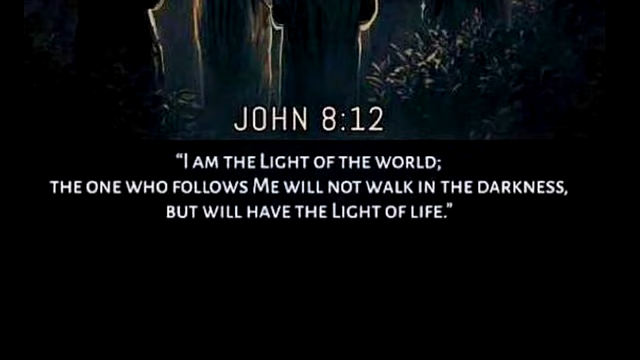 JOHN 8:12
“I AM THE LIGHT OF THE WORLD;
THE ONE WHO FOLLOWS ME WILL NOT WALK IN THE DARKNESS,
BUT WILL HAVE THE LIGHT OF LIFE.”